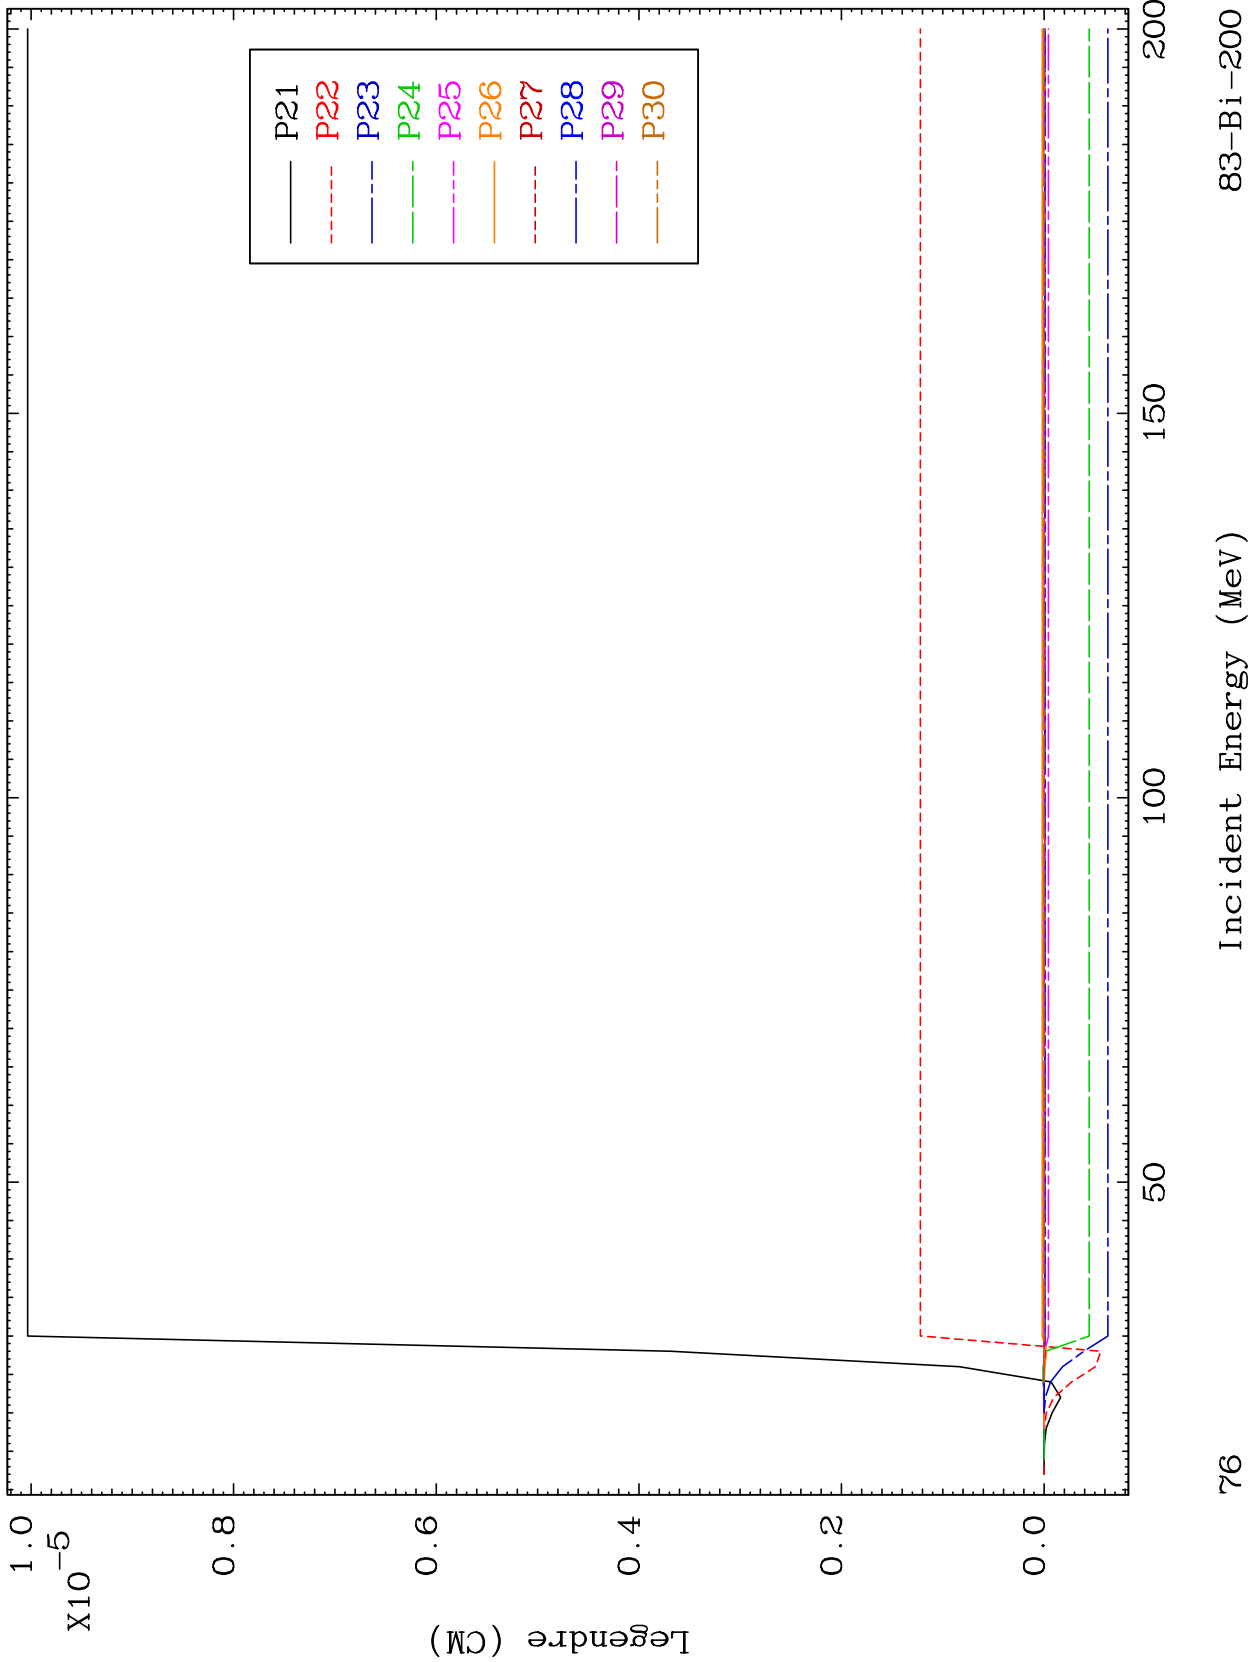 1.0
X10-5
0.8
0.6
0.4
0.2
0.0
Legendre (CM)
50
100
150
200
Incident Energy (MeV)
76
83-Bi-200
P21
P22
P23
P24
P25
P26
P27
P28
P29
P30